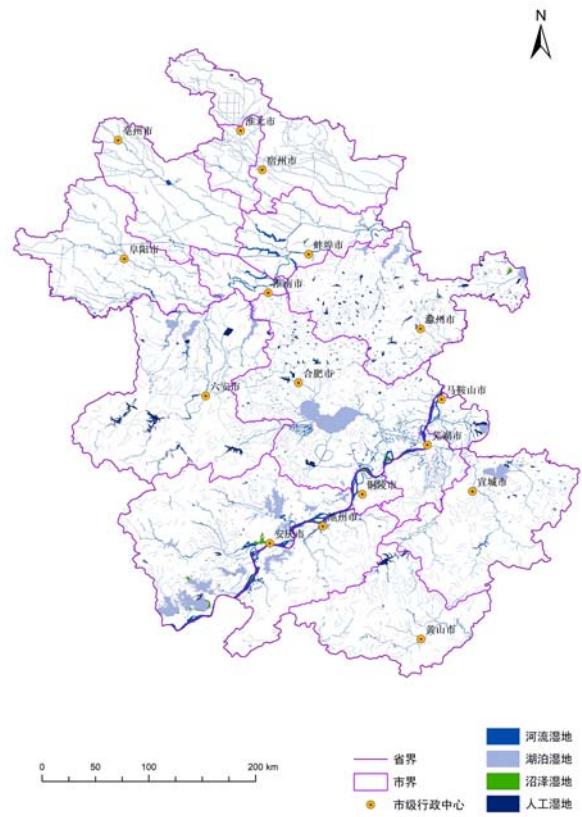 N
淮北市
亳州市
宿州市
蚌埠市
阜阳市
淮南市
滁州市
合肥市
六安市
马鞍山市
芜湖市
铜陵市
宣城市
池州市
安庆市
黄山市
0 50 100 200 km
省界
市界
市级行政中心
河流湿地
湖泊湿地
沼泽湿地
人工湿地